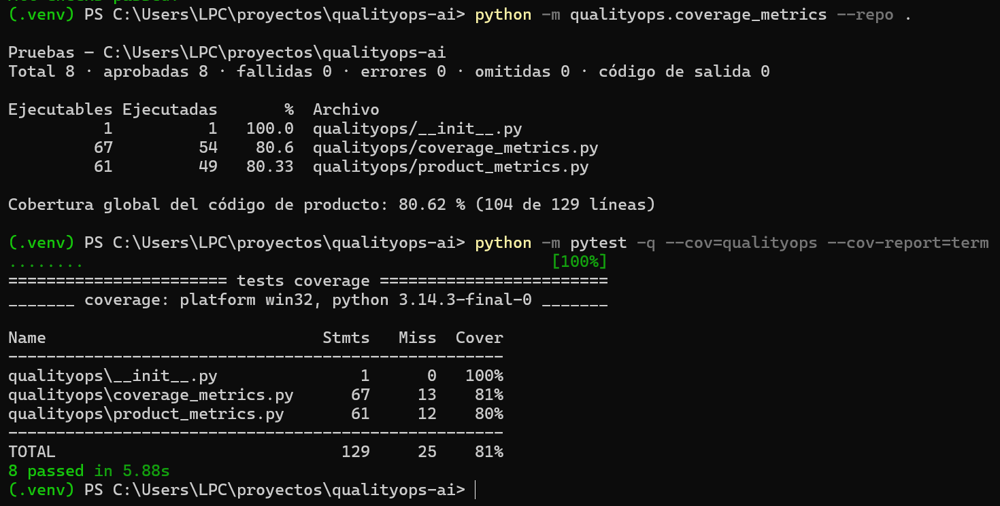 (.venv) PS C:\Users\LPC\proyectos\qualityops-ai> python -m qualityops.coverage_metrics --repo .
Pruebas — C:\Users\LPC\proyectos\qualityops-ai
Total 8 · aprobadas 8 · fallidas 0 · errores 0 · omitidas 0 · código de salida 0
Ejecutables Ejecutadas % Archivo
1 1 100.0 qualityops/__init__.py
67 54 80.6 qualityops/coverage_metrics.py
61 49 80.33 qualityops/product_metrics.py
Cobertura global del código de producto: 80.62 % (104 de 129 líneas)
(.venv) PS C:\Users\LPC\proyectos\qualityops-ai> python -m pytest -q --cov=qualityops --cov-report=term
........ [100%]
======================= tests coverage ========================
_______ coverage: platform win32, python 3.14.3-final-0 _______
Name Stmts Miss Cover
----------------------------------------------------
qualityops\__init__.py 1 0 100%
qualityops\coverage_metrics.py 67 13 81%
qualityops\product_metrics.py 61 12 80%
----------------------------------------------------
TOTAL 129 25 81%
8 passed in 5.88s
(.venv) PS C:\Users\LPC\proyectos\qualityops-ai>